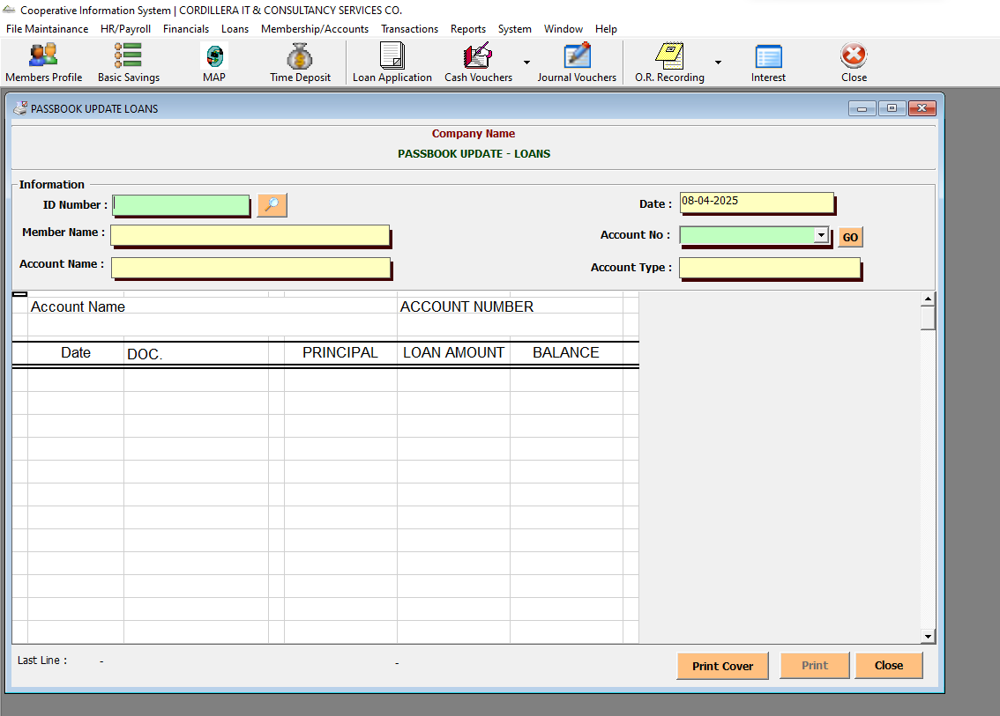 Cooperative Information System | CORDILLERA IT & CONSULTANCY SERVICES CO.
File Maintainance HR/Payroll Financials Loans Membership/Accounts Transactions Reports System Window Help
Members Profile Basic Savings MAP Time Deposit Loan Application Cash Vouchers Journal Vouchers O.R. Recording Interest Close
PASSBOOK UPDATE LOANS
Company Name
PASSBOOK UPDATE - LOANS
Information
ID Number : Date : 08-04-2025
Member Name : Account No : GO
Account Name : Account Type :
Account Name ACCOUNT NUMBER
Date DOC. PRINCIPAL LOAN AMOUNT BALANCE
Last Line : - -
Print Cover Print Close